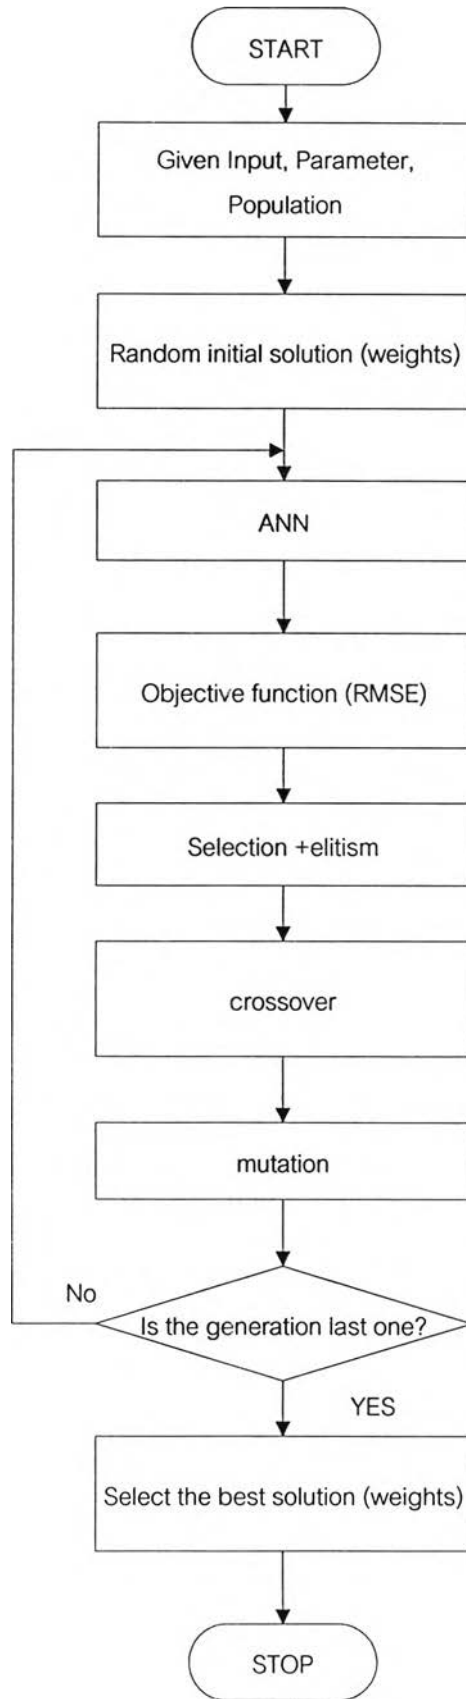 START
Given Input, Parameter,
Population
Random initial solution (weights)
ANN
Objective function (RMSE)
Selection +elitism
crossover
mutation
No
Is the generation last one?
YES
Select the best solution (weights)
STOP